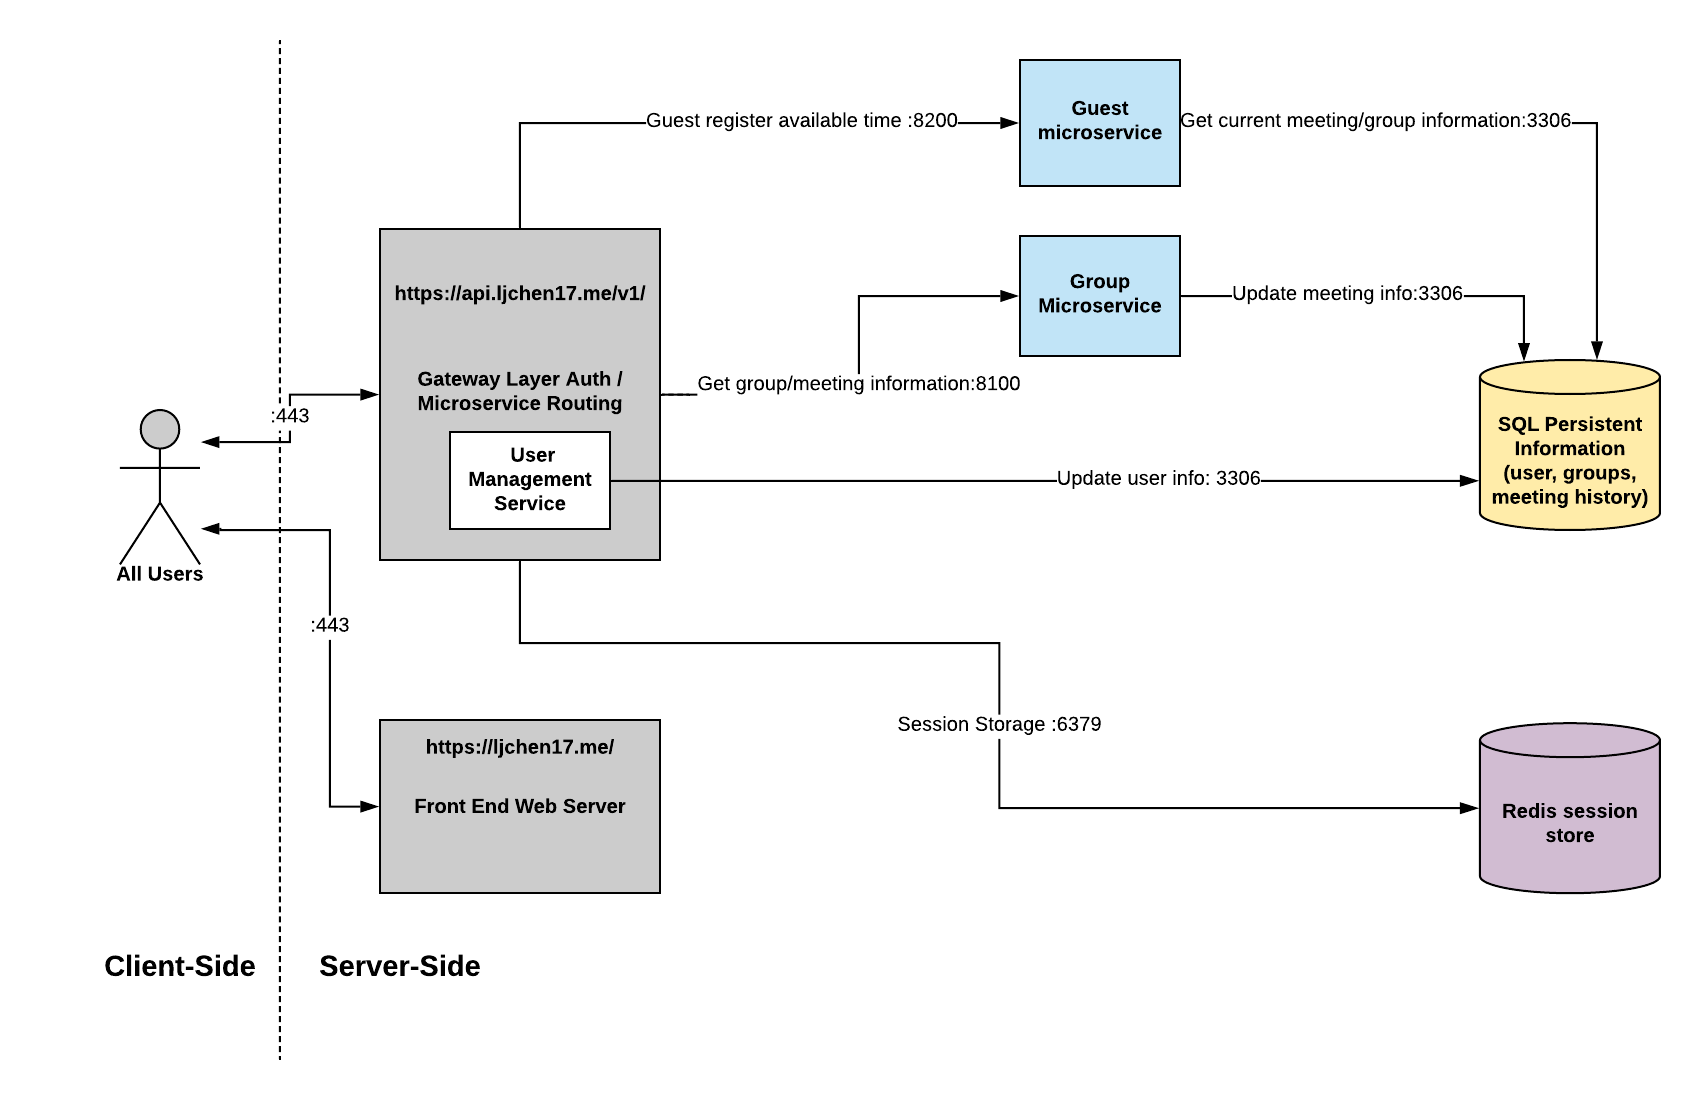 Guest register available time :8200
Guest
microservice
Get current meeting/group information:3306
https://api.ljchen17.me/v1/
Group
Microservice
Update meeting info:3306
Gateway Layer Auth /
Microservice Routing
Get group/meeting information:8100
:443
User
Management
Service
Update user info: 3306
SQL Persistent
Information
(user, groups,
meeting history)
All Users
:443
Session Storage :6379
https://ljchen17.me/
Front End Web Server
Redis session
store
Client-Side
Server-Side